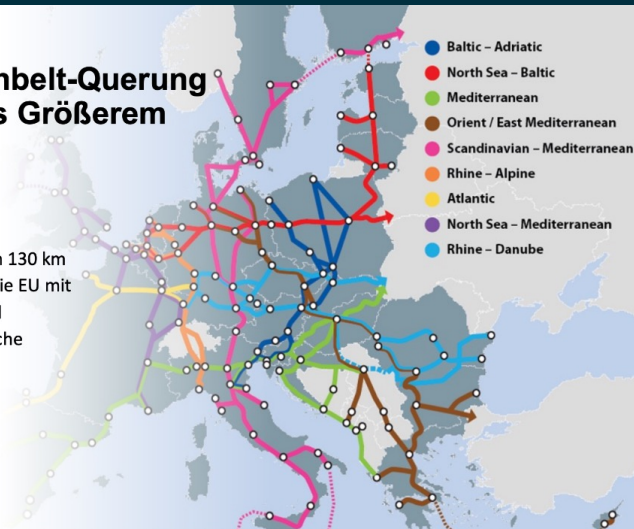 nbelt-Querung
s Größerem
n 130 km
ie EU mit
che
Baltic – Adriatic
North Sea – Baltic
Mediterranean
Orient / East Mediterranean
Scandinavian – Mediterranean
Rhine – Alpine
Atlantic
North Sea – Mediterranean
Rhine – Danube